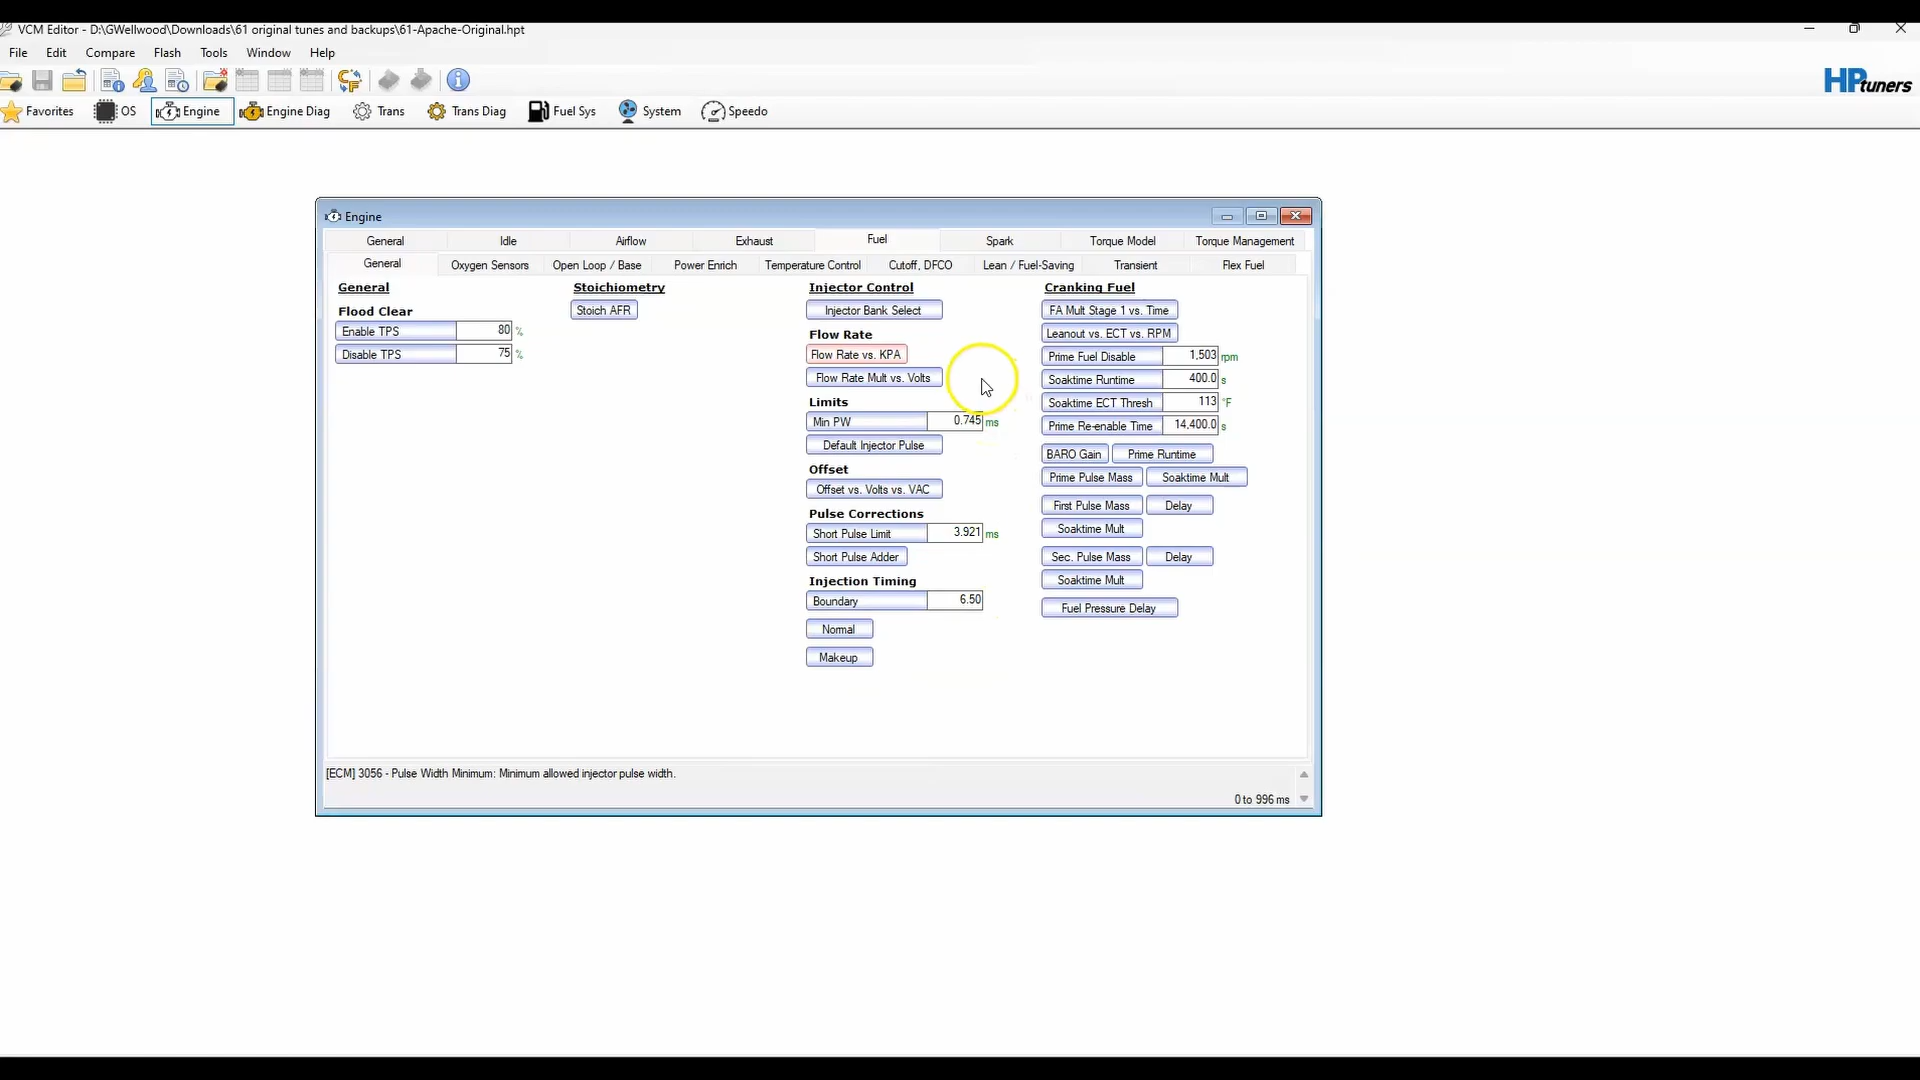 VCM Editor - D:\GWellwood\Downloads\61 original tunes and backups\61-Apache-Original.hpt
File Edit Compare Flash Tools Window Help
HPtuners
Favorites OS Engine Engine Diag Trans Trans Diag Fuel Sys System Speedo
Engine
General Idle Airflow Exhaust Fuel Spark Torque Model Torque Management
General Oxygen Sensors Open Loop / Base Power Enrich Temperature Control Cutoff, DFCO Lean / Fuel-Saving Transient Flex Fuel
General
Flood Clear
Enable TPS 80 %
Disable TPS 75 %
Stoichiometry
Stoich AFR
Injector Control
Injector Bank Select
Flow Rate
Flow Rate vs. KPA
Flow Rate Mult vs. Volts
Limits
Min PW 0.745 ms
Default Injector Pulse
Offset
Offset vs. Volts vs. VAC
Pulse Corrections
Short Pulse Limit 3.921 ms
Short Pulse Adder
Injection Timing
Boundary 6.50
Normal
Makeup
Cranking Fuel
FA Mult Stage 1 vs. Time
Leanout vs. ECT vs. RPM
Prime Fuel Disable 1,503 rpm
Soaktime Runtime 400.0 s
Soaktime ECT Thresh 113 °F
Prime Re-enable Time 14,400.0 s
BARO Gain Prime Runtime
Prime Pulse Mass Soaktime Mult
First Pulse Mass Delay
Soaktime Mult
Sec. Pulse Mass Delay
Soaktime Mult
Fuel Pressure Delay
[ECM] 3056 - Pulse Width Minimum: Minimum allowed injector pulse width.
0 to 996 ms